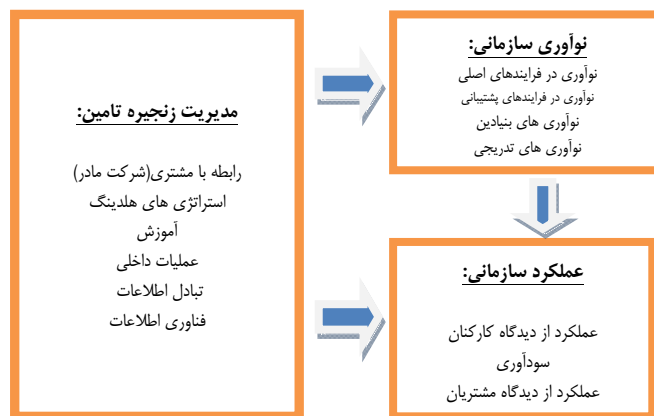 مدیریت زنجیره تامین:
رابطه با مشتری(شرکت مادر)
استراتژی های هلدینگ
آموزش
عملیات داخلی
تبادل اطلاعات
فناوری اطلاعات
نوآوری سازمانی:
نوآوری در فرایندهای اصلی
نوآوری در فرایندهای پشتیبانی
نوآوری های بنیادین
نوآوری های تدریجی
عملکرد سازمانی:
عملکرد از دیدگاه کارکنان
سودآوری
عملکرد از دیدگاه مشتریان